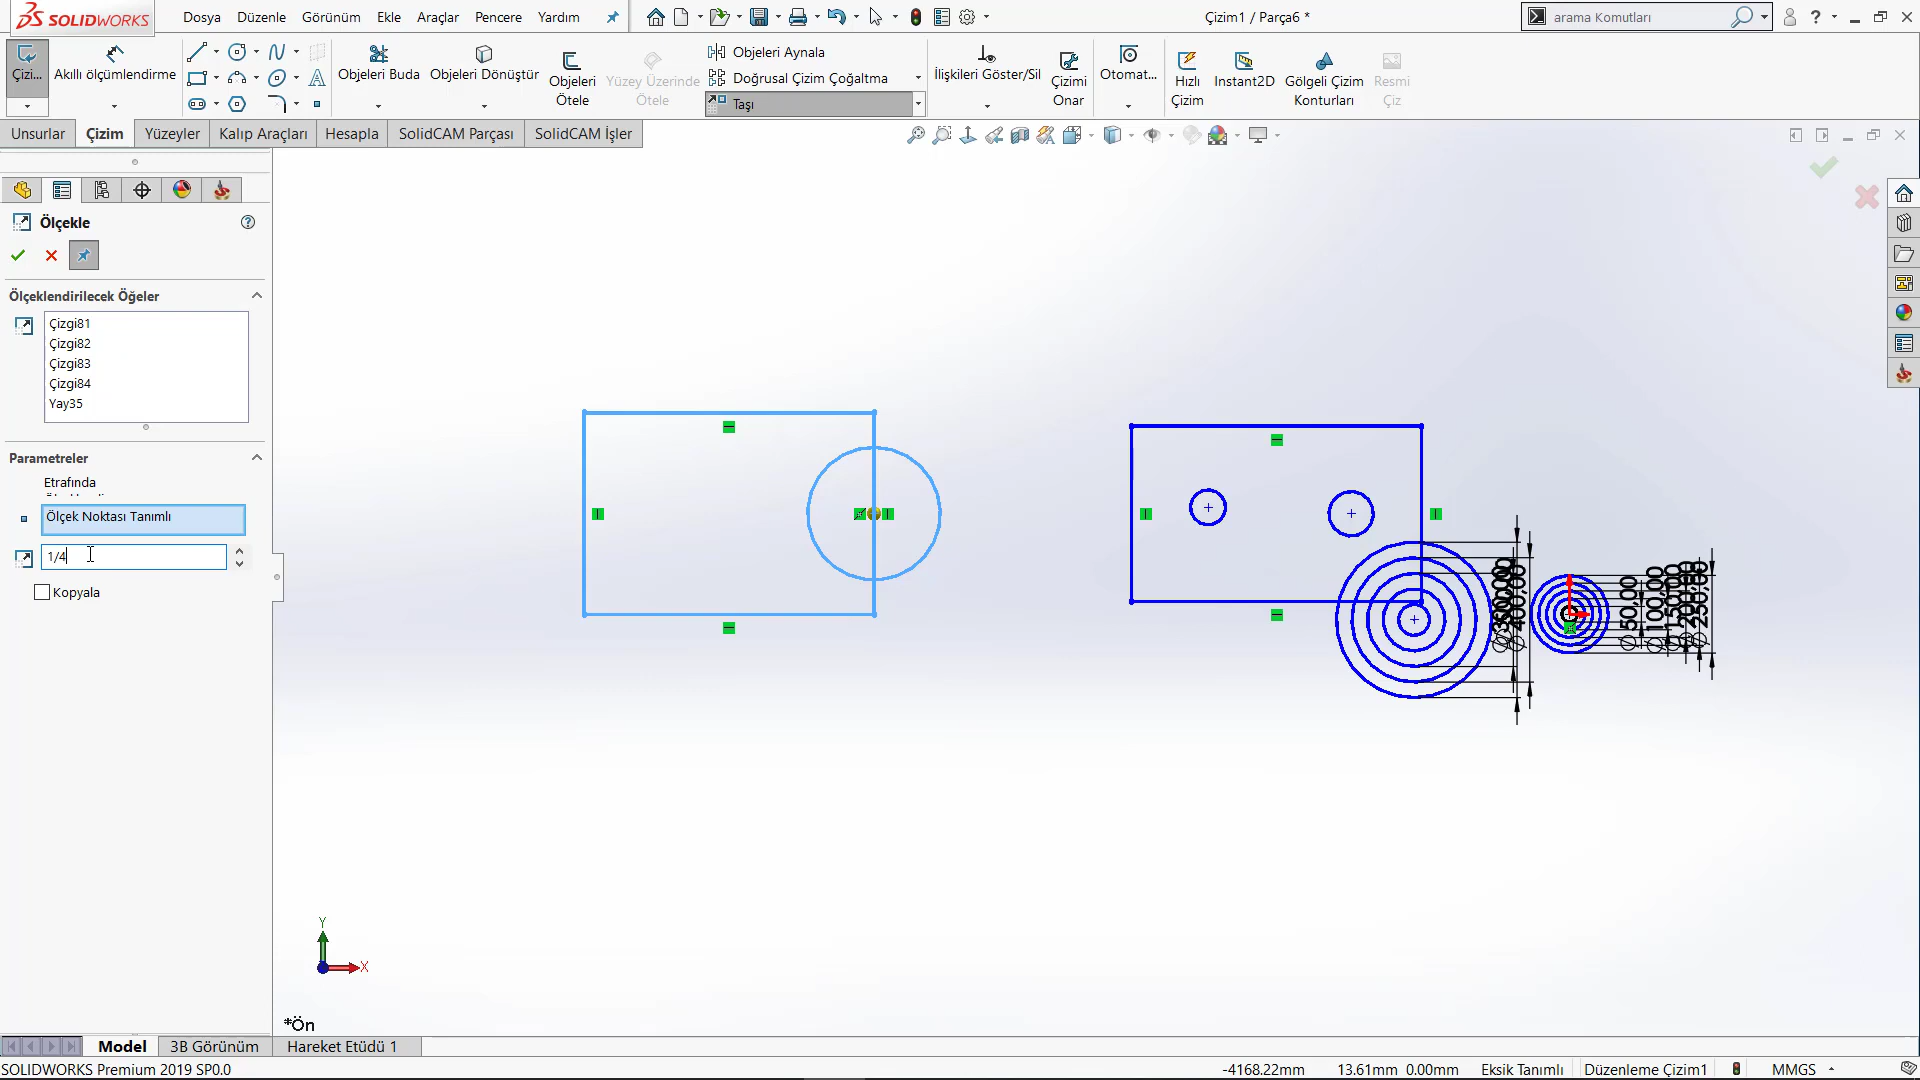 SOLIDWORKS
Dosya
Düzenle
Görünüm
Ekle
Araçlar
Pencere
Yardım
Çizim1 / Parça6 *
arama Komutları
Çizi...
Akıllı ölçümlendirme
Objeleri Buda
Objeleri Dönüştür
Objeleri
Ötele
Yüzey Üzerinde
Ötele
Objeleri Aynala
Doğrusal Çizim Çoğaltma
Taşı
İlişkileri Göster/Sil
Çizimi
Onar
Otomat...
Hızlı
Çizim
Instant2D
Gölgeli Çizim
Konturları
Resmi
Çiz
Unsurlar
Çizim
Yüzeyler
Kalıp Araçları
Hesapla
SolidCAM Parçası
SolidCAM İşler
Ölçekle
Ölçeklendirilecek Öğeler
Çizgi81
Çizgi82
Çizgi83
Çizgi84
Yay35
Parametreler
Etrafında
Ölçek Noktası Tanımlı
1/4
Kopyala
∅50,00
∅100,00
Y
X
*Ön
Model
3B Görünüm
Hareket Etüdü 1
SOLIDWORKS Premium 2019 SP0.0
-4168.22mm
13.61mm
0.00mm
Eksik Tanımlı
Düzenleme Çizim1
MMGS